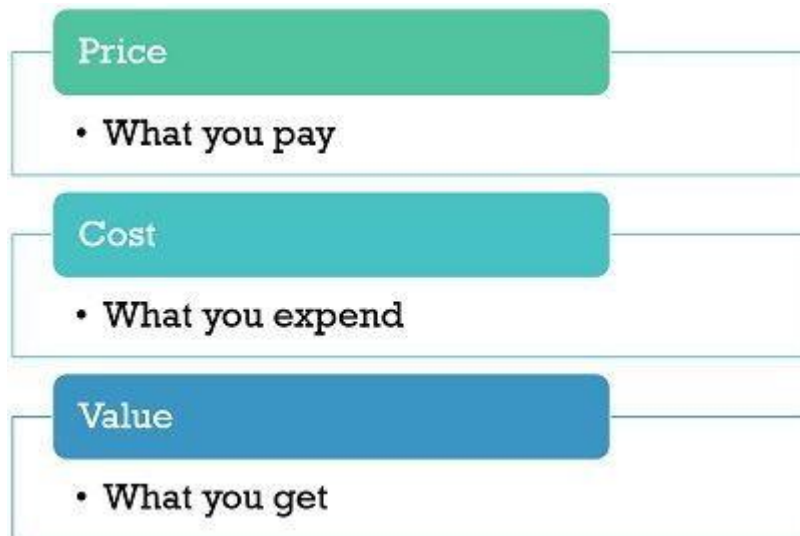 Price
• What you pay
Cost
• What you expend
Value
• What you get